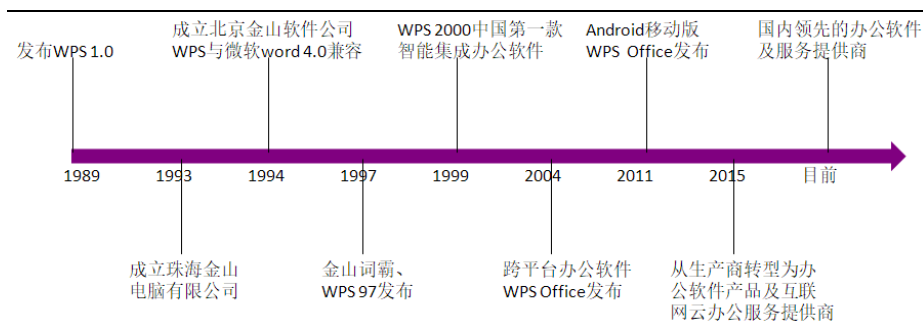 发布WPS 1.0
成立北京金山软件公司
WPS与微软word 4.0兼容
WPS 2000中国第一款
智能集成办公软件
Android移动版
WPS Office发布
国内领先的办公软件
及服务提供商
1989
1993
1994
1997
1999
2004
2011
2015
目前
成立珠海金山
电脑有限公司
金山词霸、
WPS 97发布
跨平台办公软件
WPS Office发布
从生产商转型为办
公软件产品及互联
网云办公服务提供商